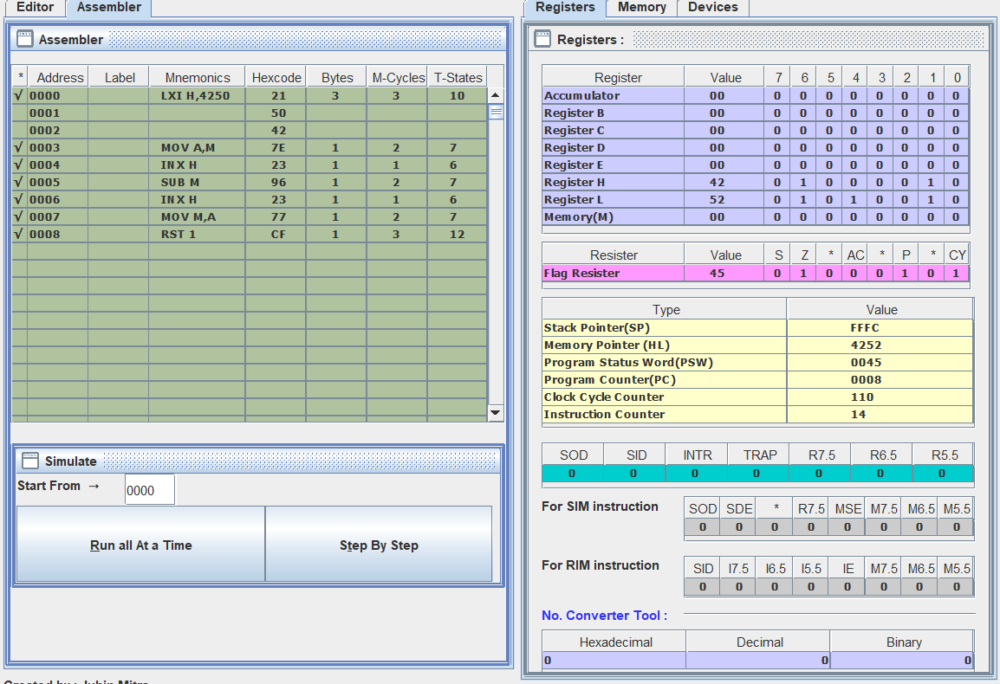 Editor Assembler
Assembler
* Address Label Mnemonics Hexcode Bytes M-Cycles T-States
√ 0000 LXI H,4250 21 3 3 10
0001 50
0002 42
√ 0003 MOV A,M 7E 1 2 7
√ 0004 INX H 23 1 1 6
√ 0005 SUB M 96 1 2 7
√ 0006 INX H 23 1 1 6
√ 0007 MOV M,A 77 1 2 7
√ 0008 RST 1 CF 1 3 12
Simulate
Start From → 0000
Run all At a Time Step By Step
Registers Memory Devices
Registers :
Register Value 7 6 5 4 3 2 1 0
Accumulator 00 0 0 0 0 0 0 0 0
Register B 00 0 0 0 0 0 0 0 0
Register C 00 0 0 0 0 0 0 0 0
Register D 00 0 0 0 0 0 0 0 0
Register E 00 0 0 0 0 0 0 0 0
Register H 42 0 1 0 0 0 0 1 0
Register L 52 0 1 0 1 0 0 1 0
Memory(M) 00 0 0 0 0 0 0 0 0
Resister Value S Z * AC * P * CY
Flag Resister 45 0 1 0 0 0 1 0 1
Type Value
Stack Pointer(SP) FFFC
Memory Pointer (HL) 4252
Program Status Word(PSW) 0045
Program Counter(PC) 0008
Clock Cycle Counter 110
Instruction Counter 14
SOD SID INTR TRAP R7.5 R6.5 R5.5
0 0 0 0 0 0 0
For SIM instruction SOD SDE * R7.5 MSE M7.5 M6.5 M5.5
0 0 0 0 0 0 0 0
For RIM instruction SID I7.5 I6.5 I5.5 IE M7.5 M6.5 M5.5
0 0 0 0 0 0 0 0
No. Converter Tool :
Hexadecimal Decimal Binary
0 0 0
Created by : Jubin Mitra